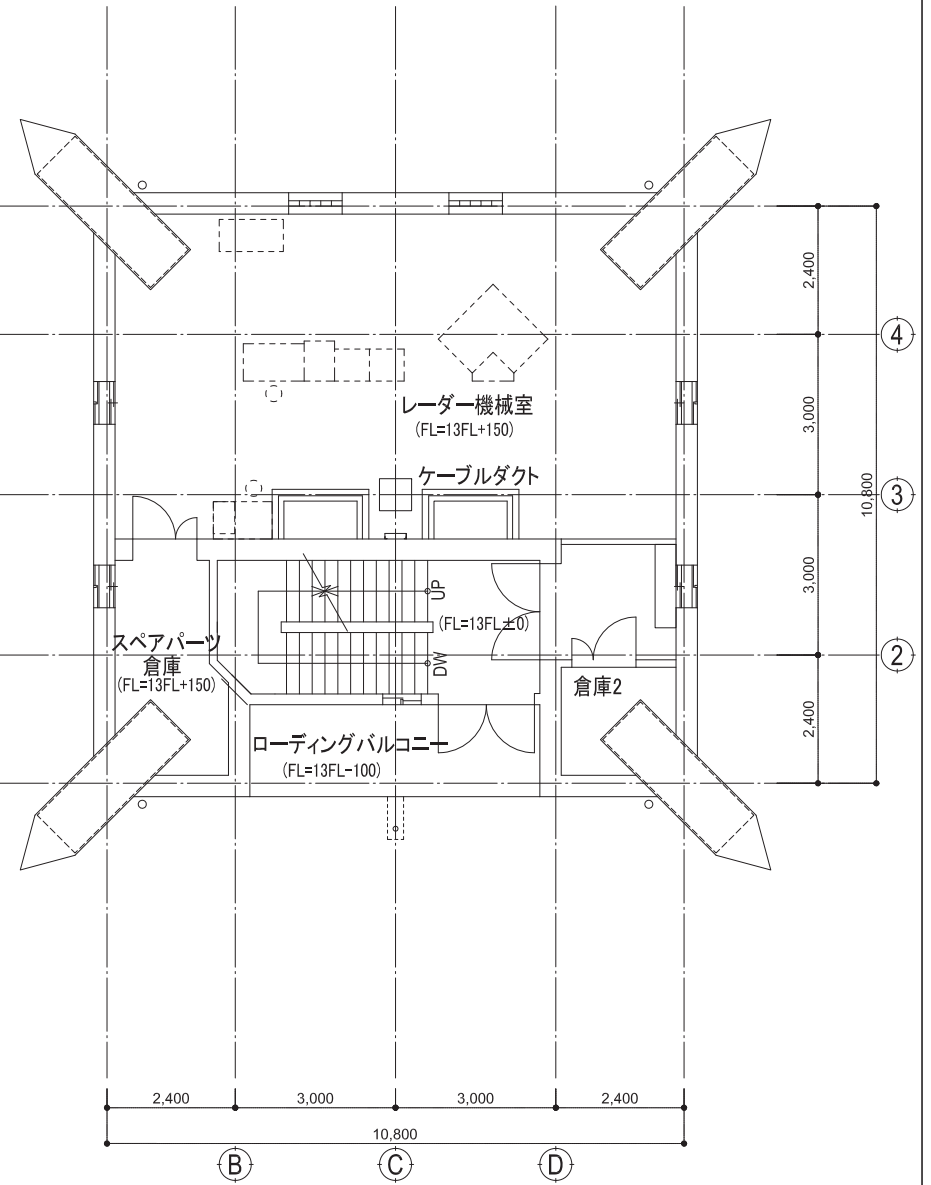 2,400
4
3,000
レーダー機械室
(FL=13FL+150)
ケーブルダクト
10,800
3
3,000
UP
(FL=13FL±0)
DW
スペアパーツ
倉庫
(FL=13FL+150)
2
倉庫2
2,400
ローディングバルコニー
(FL=13FL-100)
2,400
3,000
3,000
2,400
10,800
B
C
D